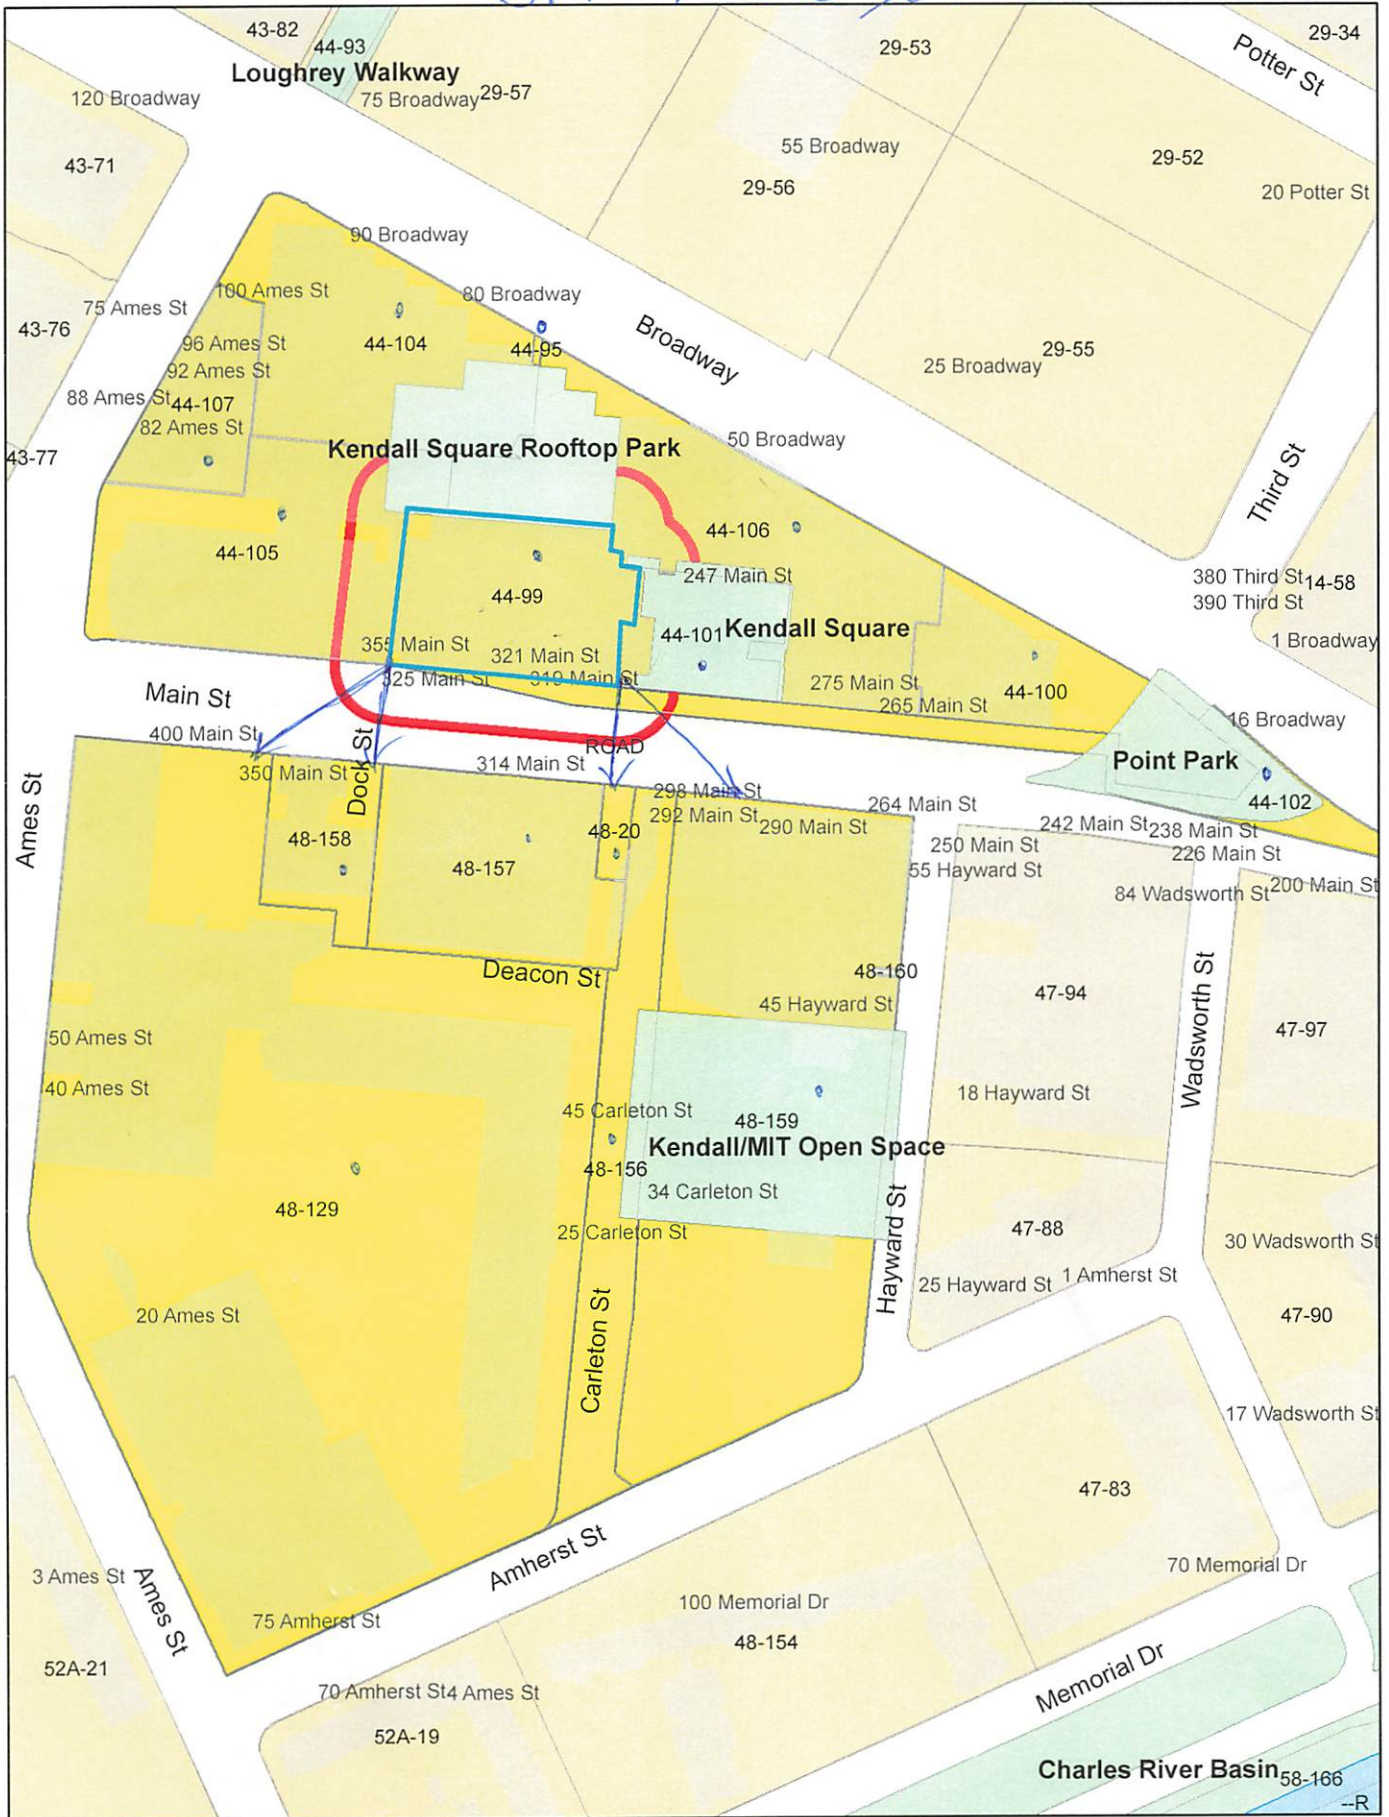 43-82
44-93
29-53
29-34
Potter St
Loughrey Walkway
120 Broadway
75 Broadway
29-57
43-71
55 Broadway
29-56
29-52
20 Potter St
90 Broadway
100 Ames St
80 Broadway
75 Ames St
43-76
96 Ames St
44-104
44-95
Broadway
29-55
92 Ames St
25 Broadway
88 Ames St
44-107
82 Ames St
50 Broadway
Kendall Square Rooftop Park
43-77
Third St
44-105
44-106
247 Main St
380 Third St
14-58
390 Third St
44-99
44-101
Kendall Square
1 Broadway
355 Main St
321 Main St
325 Main St
319 Main St
275 Main St
44-100
265 Main St
Main St
400 Main St
16 Broadway
ROAD
Dock St
350 Main St
314 Main St
Point Park
298 Main St
44-102
264 Main St
292 Main St
290 Main St
242 Main St
238 Main St
Ames St
48-158
48-20
250 Main St
226 Main St
48-157
55 Hayward St
84 Wadsworth St
200 Main St
Deacon St
48-160
45 Hayward St
47-94
Wadsworth St
47-97
50 Ames St
40 Ames St
18 Hayward St
45 Carleton St
48-159
Kendall/MIT Open Space
48-156
34 Carleton St
48-129
25 Carleton St
Hayward St
47-88
30 Wadsworth St
25 Hayward St
1 Amherst St
20 Ames St
47-90
Carleton St
17 Wadsworth St
47-83
Amherst St
3 Ames St
Ames St
70 Memorial Dr
75 Amherst St
100 Memorial Dr
48-154
52A-21
Memorial Dr
70 Amherst St
4 Ames St
52A-19
Charles River Basin
58-166
--R